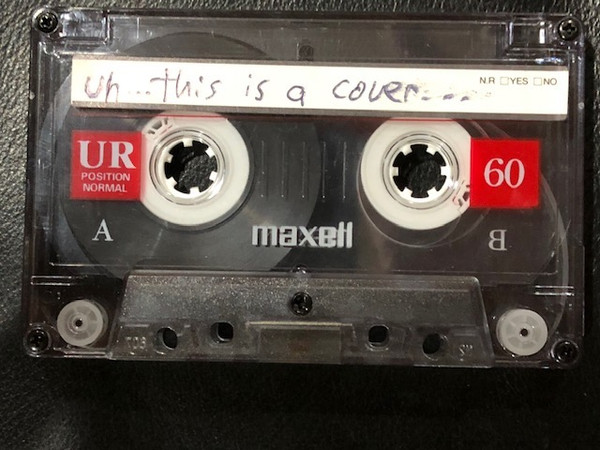 uh...this is a cover.....
N.R □YES □NO
UR
POSITION
NORMAL
60
A
maxell
B